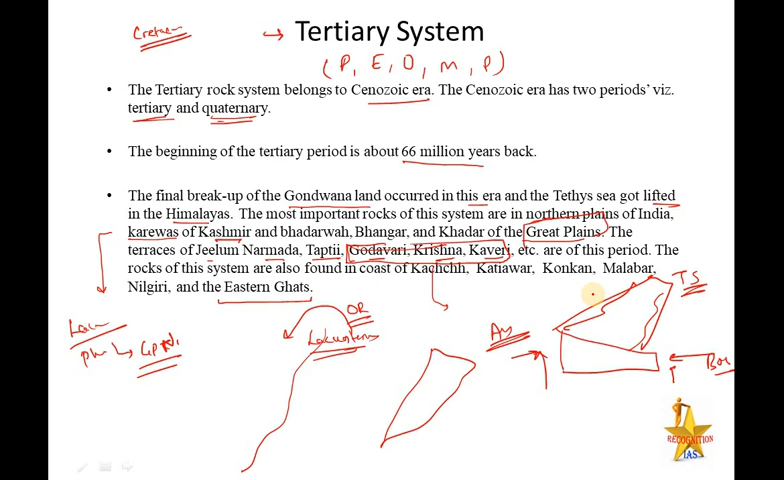 Cretace
→ Tertiary System
(P, E, O, M, P)
• The Tertiary rock system belongs to Cenozoic era. The Cenozoic era has two periods' viz.
tertiary and quaternary.
• The beginning of the tertiary period is about 66 million years back.
• The final break-up of the Gondwana land occurred in this era and the Tethys sea got lifted
in the Himalayas. The most important rocks of this system are in northern plains of India,
karewas of Kashmir and bhadarwah, Bhangar, and Khadar of the Great Plains. The
terraces of Jeelum Narmada, Taptii, Godavari, Krishna, Kaveri, etc. are of this period. The
rocks of this system are also found in coast of Kachchh, Katiawar, Konkan, Malabar,
Nilgiri, and the Eastern Ghats.
TS
OR
RECOGNITION
IAS